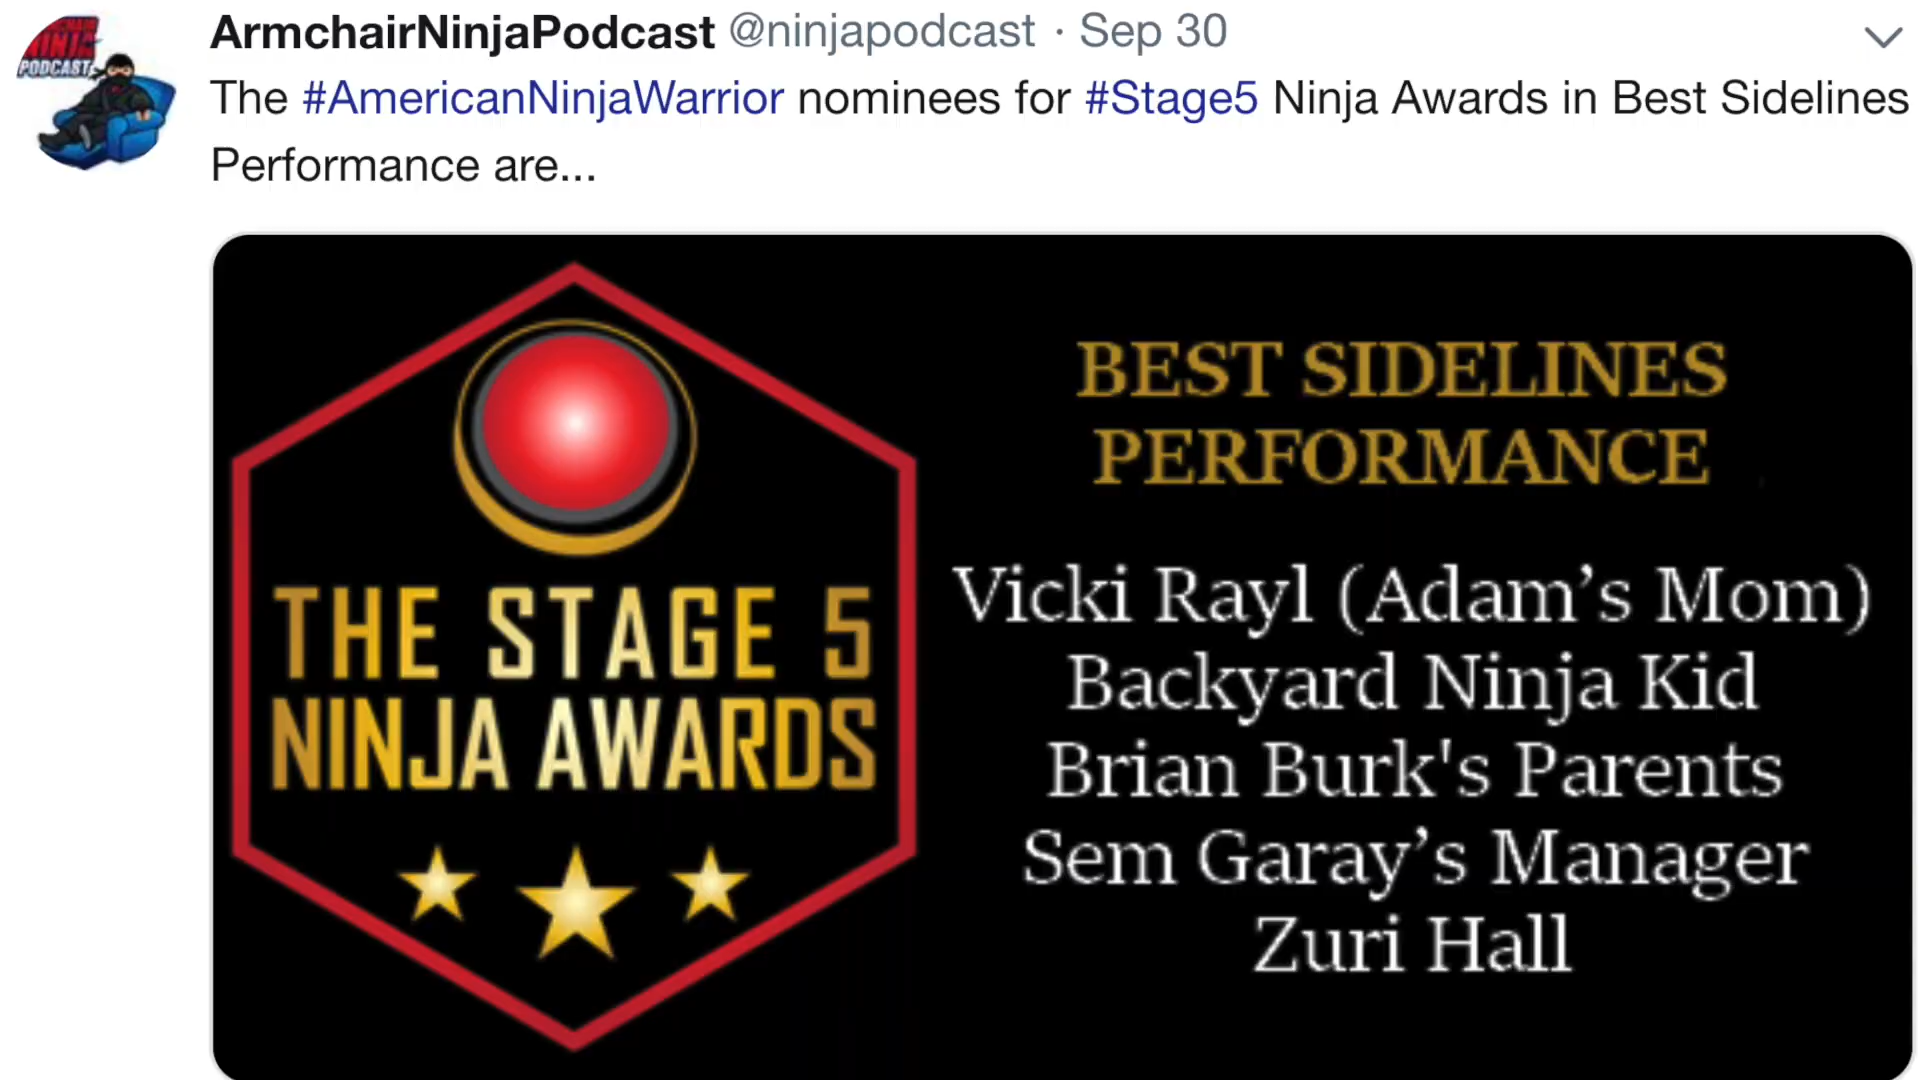 ArmchairNinjaPodcast @ninjapodcast · Sep 30
The #AmericanNinjaWarrior nominees for #Stage5 Ninja Awards in Best Sidelines
Performance are...
NINJA
PODCAST
THE STAGE 5
NINJA AWARDS
BEST SIDELINES
PERFORMANCE
Vicki Rayl (Adam’s Mom)
Backyard Ninja Kid
Brian Burk's Parents
Sem Garay’s Manager
Zuri Hall